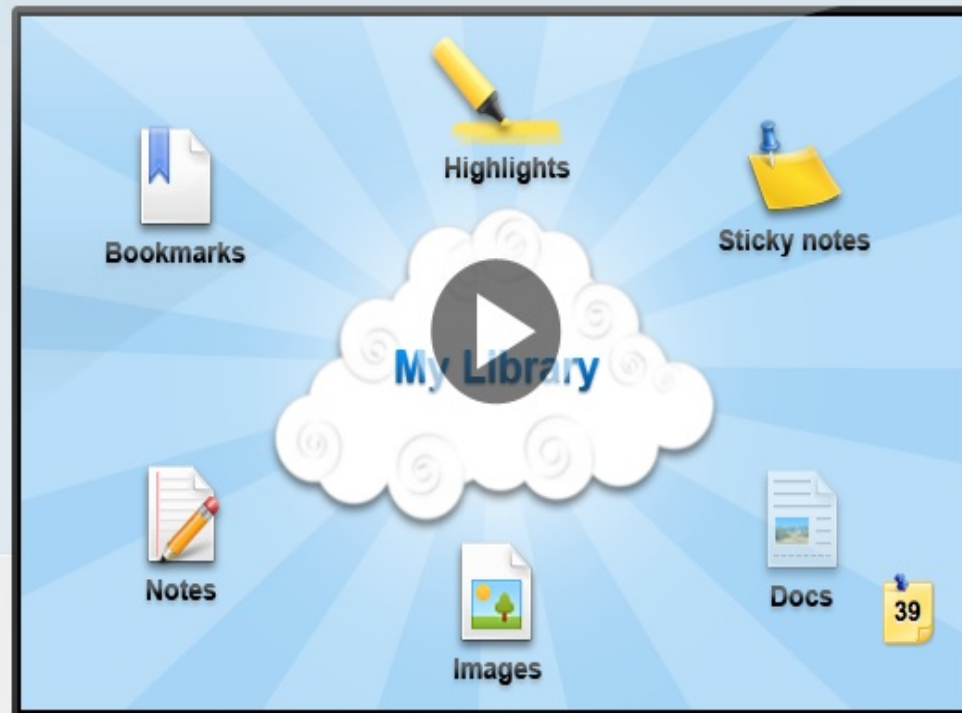 Highlights
Bookmarks
Sticky notes
My Library
Notes
Docs
39
Images